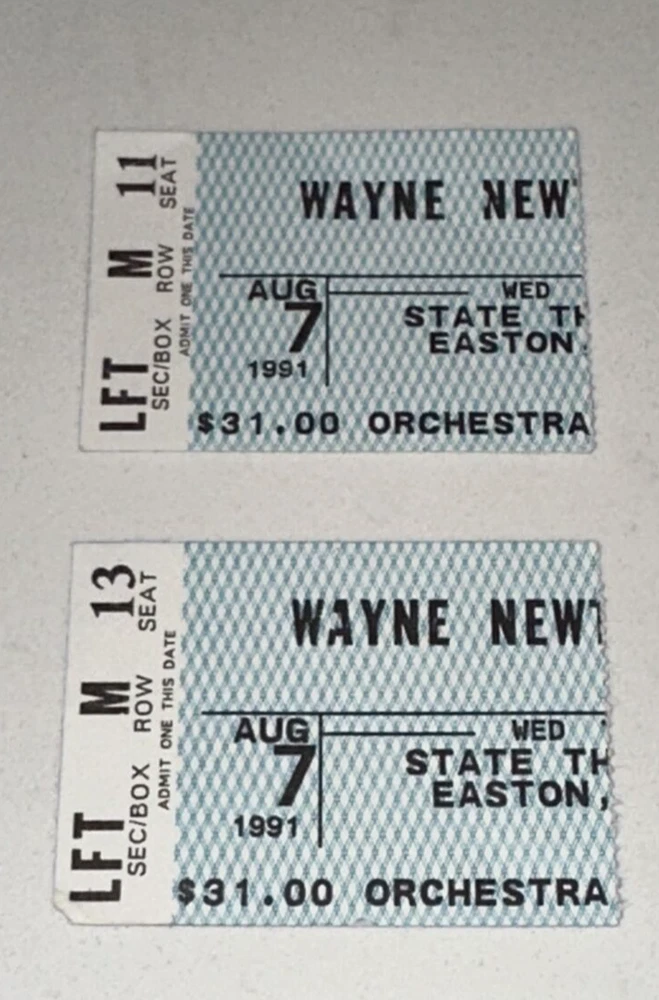 LFT M 11
SEC/BOX ROW SEAT
ADMIT ONE THIS DATE
WAYNE NEW
AUG WED
7 STATE TH
EASTON
1991
$31.00 ORCHESTRA
LFT M 13
SEC/BOX ROW SEAT
ADMIT ONE THIS DATE
WAYNE NEWT
AUG WED
7 STATE TH
EASTON,
1991
$31.00 ORCHESTRA